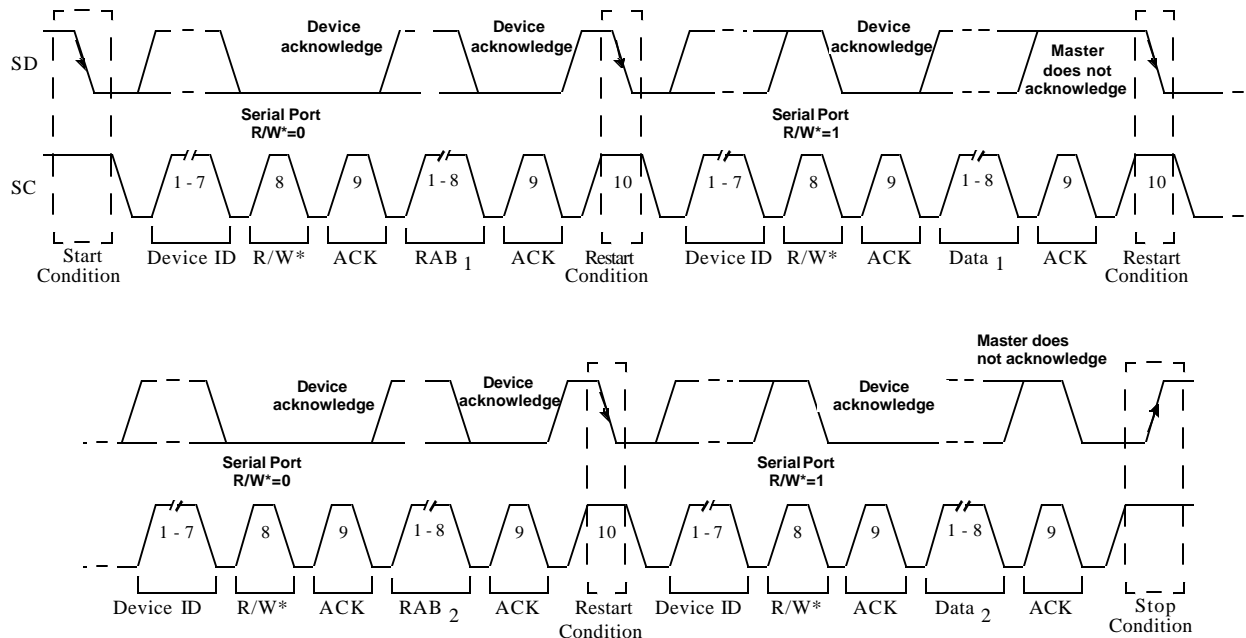 Device
acknowledge
Device
acknowledge
Device
acknowledge
Master
does not
acknowledge
SD
Serial Port
R/W*=0
Serial Port
R/W*=1
SC
1 - 7
8
9
1 - 8
9
10
1 - 7
8
9
1 - 8
9
10
Start
Condition
Device ID
R/W*
ACK
RAB 1
ACK
Restart
Condition
Device ID
R/W*
ACK
Data 1
ACK
Restart
Condition
Device
acknowledge
Device
acknowledge
Device
acknowledge
Master does
not acknowledge
Serial Port
R/W*=0
Serial Port
R/W*=1
1 - 7
8
9
1 - 8
9
10
1 - 7
8
9
1 - 8
9
Device ID
R/W*
ACK
RAB 2
ACK
Restart
Condition
Device ID
R/W*
ACK
Data 2
ACK
Stop
Condition